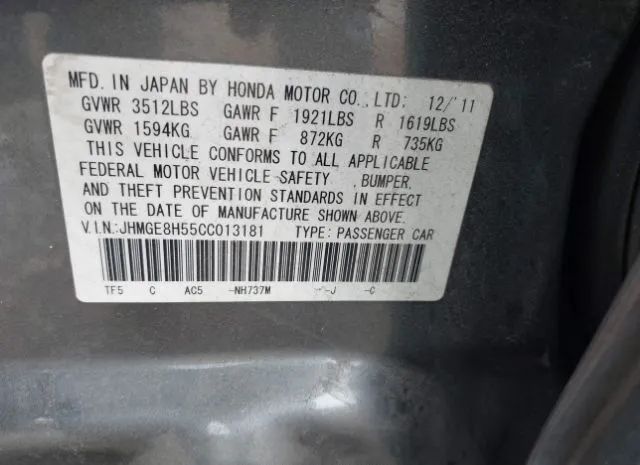 MFD. IN JAPAN BY HONDA MOTOR CO., LTD: 12/'11
GVWR 3512LBS GAWR F 1921LBS R 1619LBS
GVWR 1594KG GAWR F 872KG R 735KG
THIS VEHICLE CONFORMS TO ALL APPLICABLE
FEDERAL MOTOR VEHICLE SAFETY ,BUMPER,
AND THEFT PREVENTION STANDARDS IN EFFECT
ON THE DATE OF MANUFACTURE SHOWN ABOVE.
V.IN.:JHMGE8H55CC013181 TYPE: PASSENGER CAR
TF5 C AC5 -NH737M -J -C